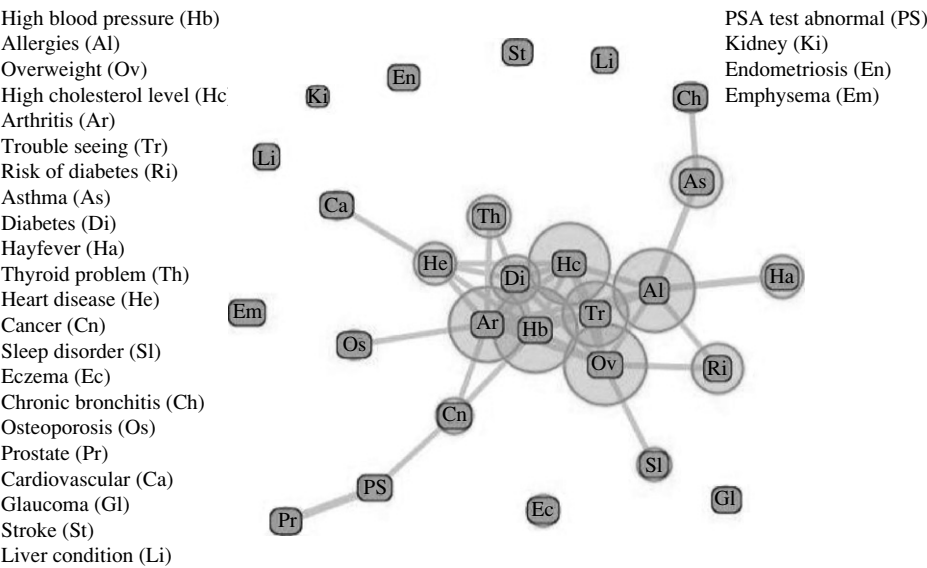 High blood pressure (Hb)
Allergies (Al)
Overweight (Ov)
High cholesterol level (Hc
Arthritis (Ar)
Trouble seeing (Tr)
Risk of diabetes (Ri)
Asthma (As)
Diabetes (Di)
Hayfever (Ha)
Thyroid problem (Th)
Heart disease (He)
Cancer (Cn)
Sleep disorder (Sl)
Eczema (Ec)
Chronic bronchitis (Ch)
Osteoporosis (Os)
Prostate (Pr)
Cardiovascular (Ca)
Glaucoma (Gl)
Stroke (St)
Liver condition (Li)
PSA test abnormal (PS)
Kidney (Ki)
Endometriosis (En)
Emphysema (Em)
St
Li
En
Ki
Ch
Li
As
Ca
Th
He
Di
Hc
Al
Ha
Em
Ar
Hb
Tr
Os
Ov
Ri
Cn
Sl
PS
Gl
Pr
Ec